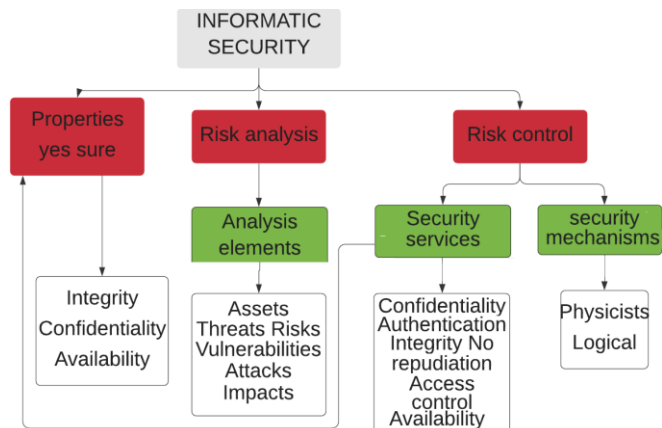 INFORMATIC
SECURITY
Properties
yes sure
Risk analysis
Risk control
Analysis
elements
Security
services
security
mechanisms
Integrity
Confidentiality
Availability
Assets
Threats Risks
Vulnerabilities
Attacks
Impacts
Confidentiality
Authentication
Integrity No
repudiation
Access
control
Availability
Physicists
Logical